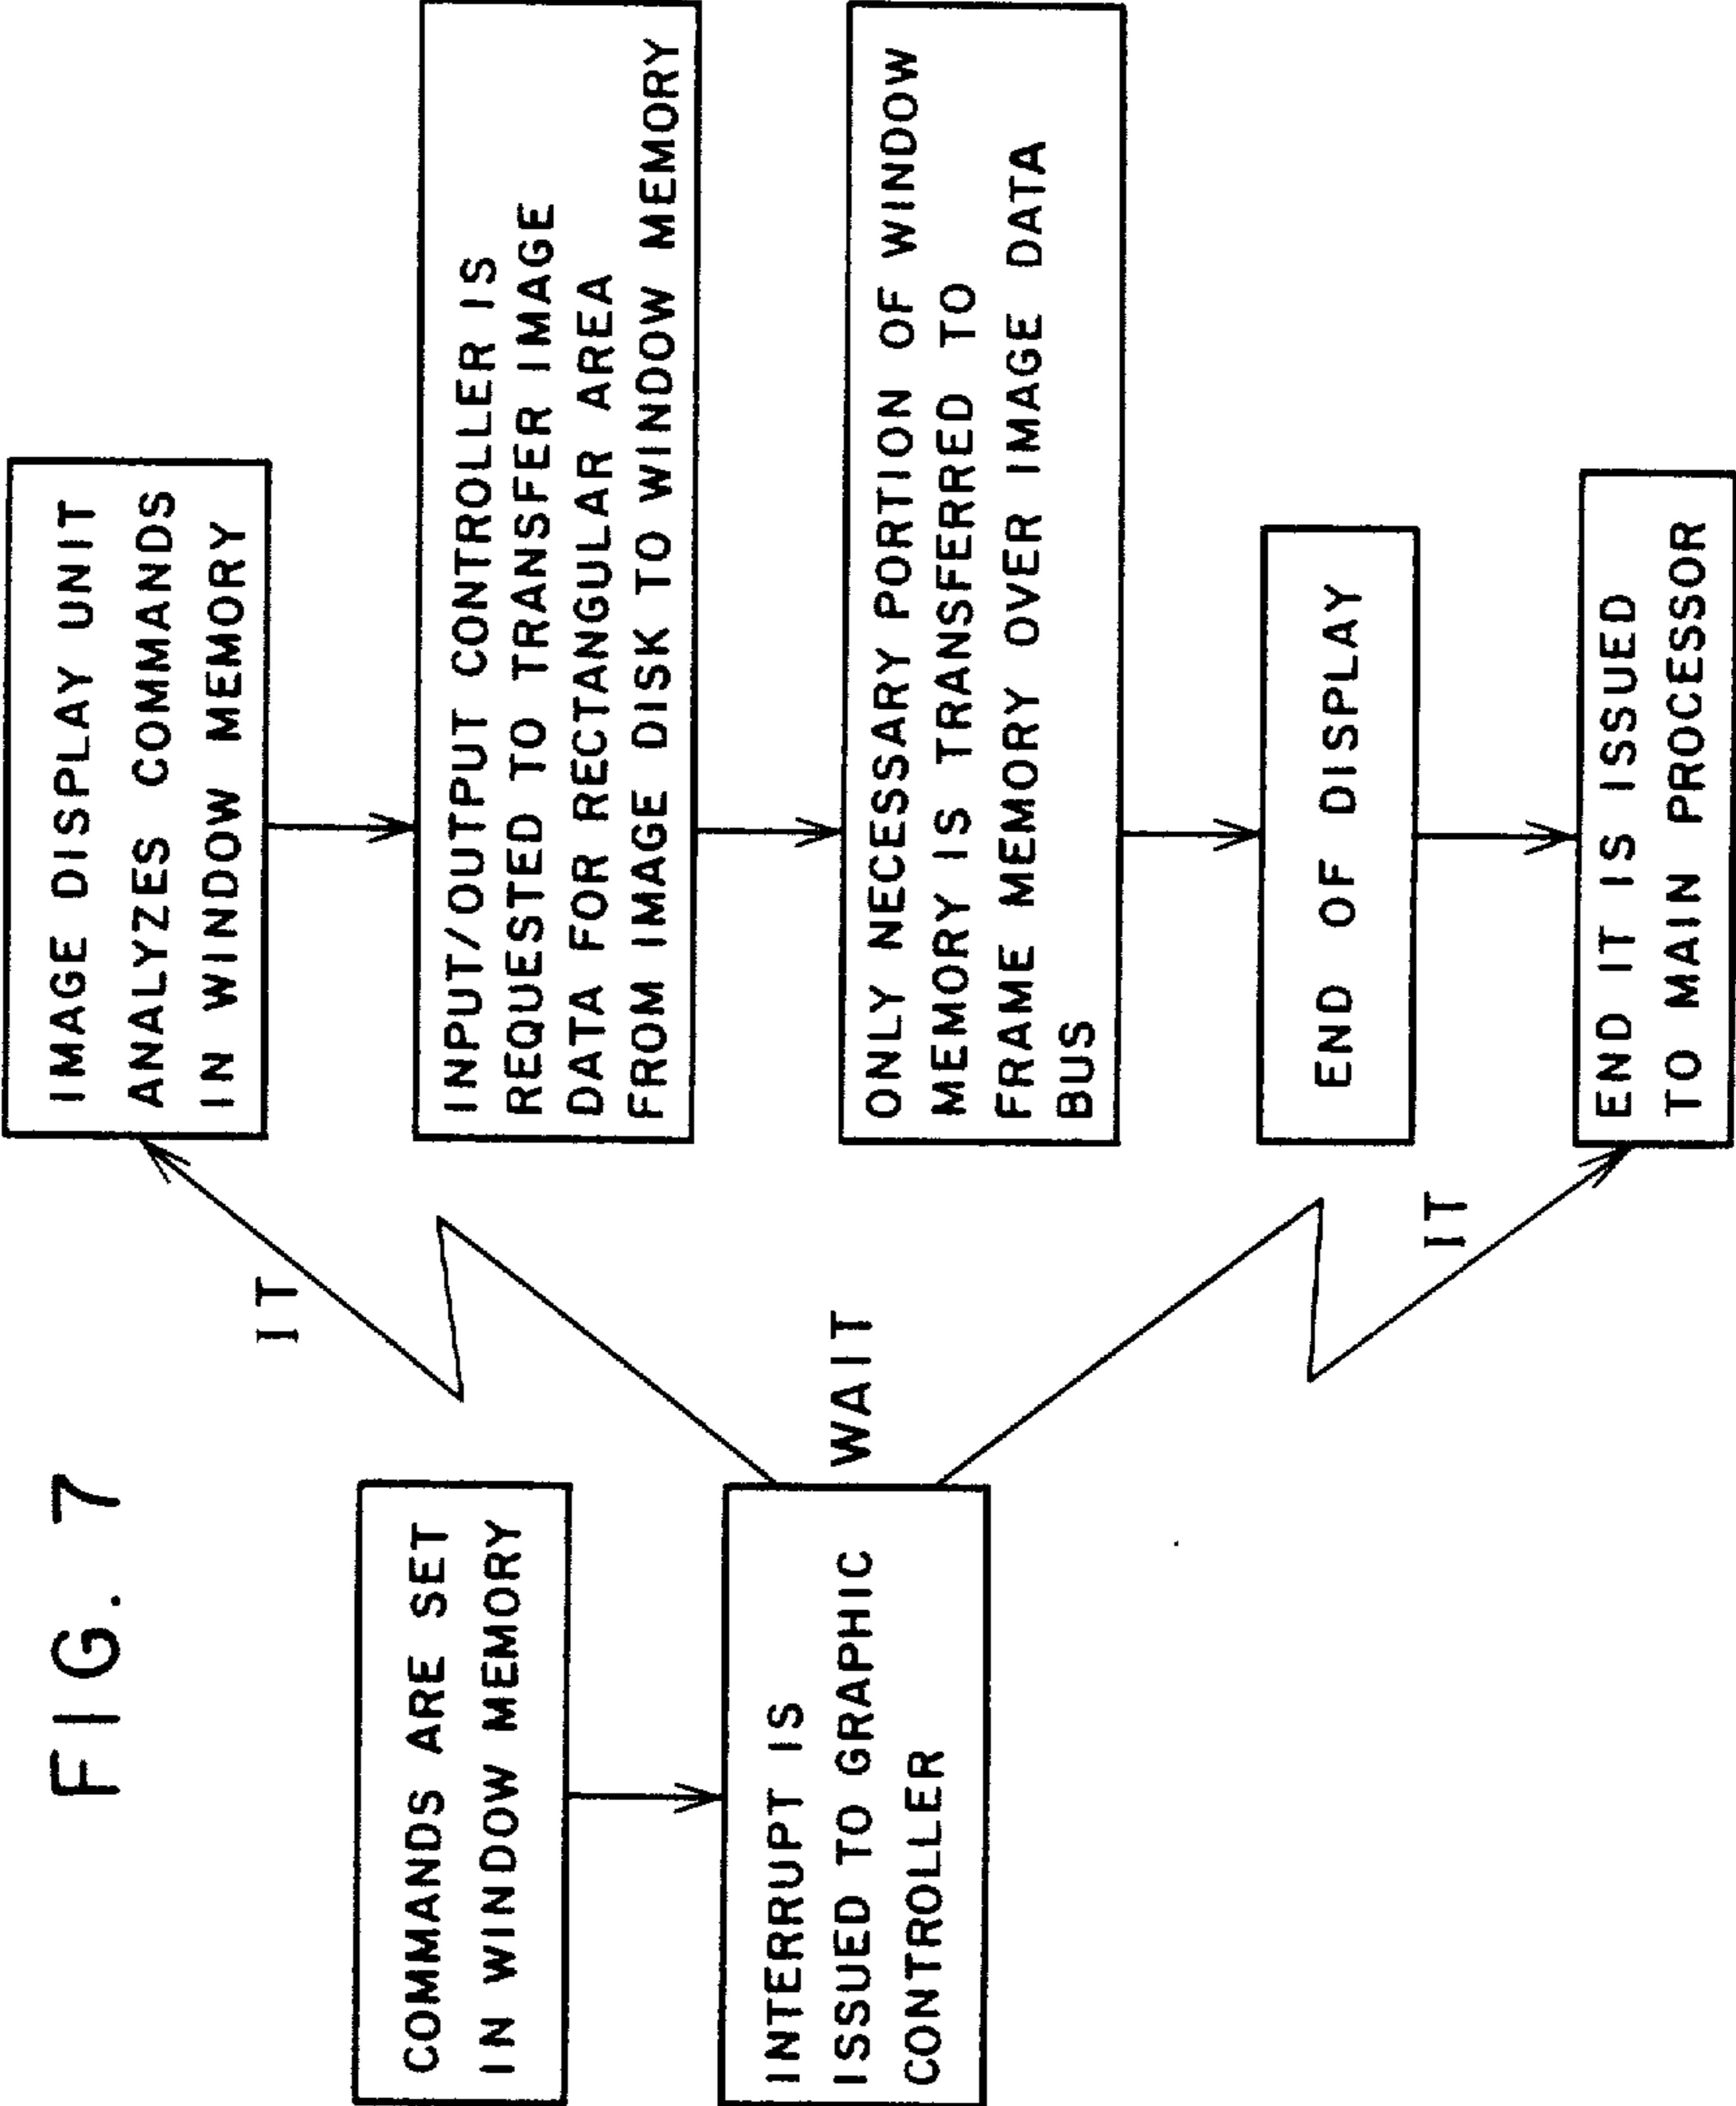 FIG. 7
COMMANDS ARE SET
IN WINDOW MEMORY
INTERRUPT IS
ISSUED TO GRAPHIC
CONTROLLER
IT
WAIT
IT
IMAGE DISPLAY UNIT
ANALYZES COMMANDS
IN WINDOW MEMORY
INPUT/OUTPUT CONTROLLER IS
REQUESTED TO TRANSFER IMAGE
DATA FOR RECTANGULAR AREA
FROM IMAGE DISK TO WINDOW MEMORY
ONLY NECESSARY PORTION OF WINDOW
MEMORY IS TRANSFERRED TO
FRAME MEMORY OVER IMAGE DATA
BUS
END OF DISPLAY
END IT IS ISSUED
TO MAIN PROCESSOR